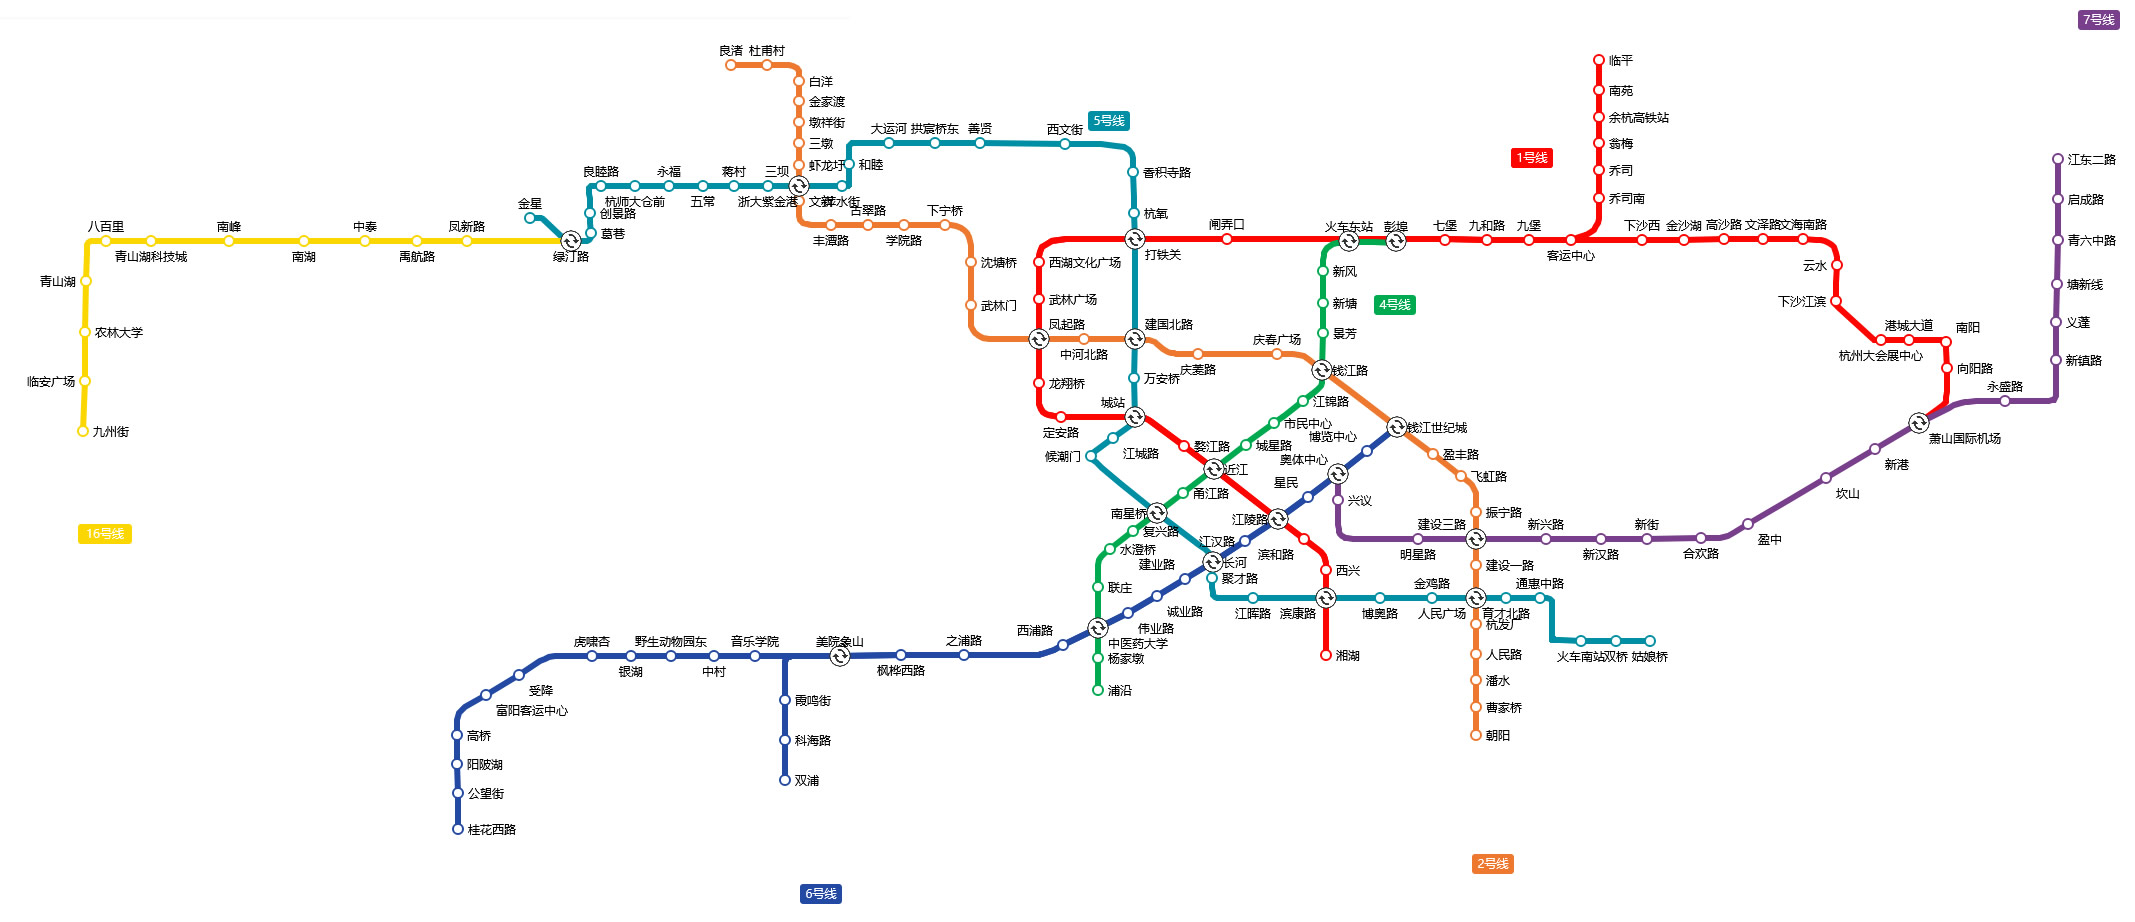 7号线
良渚 杜甫村
临平
白洋
南苑
金家渡
余杭高铁站
5号线
墩祥街
大运河 拱宸桥东 善贤
西文街
三墩
翁梅
1号线
江东二路
虾龙圩
和睦
良睦路 永福 蒋村 三坝
香积寺路
乔司
金星
杭师大仓前 五常 浙大紫金港
文新
萍水街
乔司南
启成路
创景路
古翠路 下宁桥
杭氧
八百里 南峰 中泰 凤新路
葛巷
丰潭路 学院路
闸弄口
火车东站 彭埠
七堡 九和路 九堡
下沙西 金沙湖 高沙路 文泽路 文海南路
青六中路
青山湖科技城 南湖 禹航路
绿汀路
打铁关
客运中心
沈塘桥
西湖文化广场
云水
新风
青山湖
塘新线
武林门
武林广场
新塘
4号线
下沙江滨
义蓬
农林大学
凤起路
建国北路
景芳
港城大道
南阳
中河北路
庆春广场
杭州大会展中心
新镇路
庆菱路
钱江路
向阳路
临安广场
龙翔桥
万安桥
永盛路
城站
江锦路
九州街
定安路
市民中心
钱江世纪城
博览中心
萧山国际机场
婺江路
城星路
候潮门
江城路
奥体中心
盈丰路
新港
近江
星民
飞虹路
甬江路
兴议
坎山
南星桥
江陵路
振宁路
16号线
复兴路
建设三路 新兴路 新街
江汉路
滨和路
明星路 新汉路 合欢路
盈中
水澄桥
建业路
长河
西兴
建设一路
聚才路
联庄
金鸡路 通惠中路
诚业路
江晖路 滨康路 博奥路 人民广场 育才北路
杭发厂
西浦路
伟业路
虎啸杏 野生动物园东 音乐学院 美院象山 之浦路
中医药大学
火车南站 双桥 姑娘桥
银湖 中村 枫桦西路
杨家墩
湘湖
人民路
受降
浦沿
潘水
霞鸣街
富阳客运中心
曹家桥
高桥
科海路
朝阳
阳陂湖
双浦
公望街
桂花西路
2号线
6号线